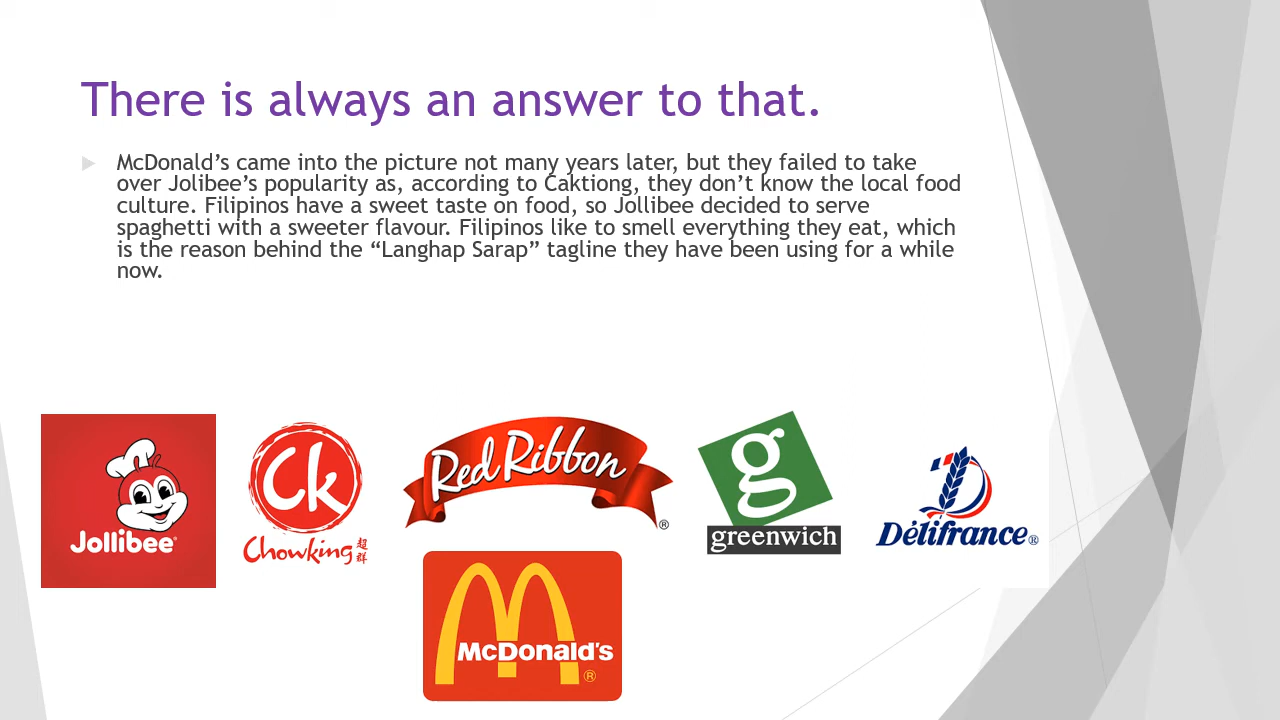 There is always an answer to that.
McDonald’s came into the picture not many years later, but they failed to take
over Jolibee’s popularity as, according to Caktiong, they don’t know the local food
culture. Filipinos have a sweet taste on food, so Jollibee decided to serve
spaghetti with a sweeter flavour. Filipinos like to smell everything they eat, which
is the reason behind the “Langhap Sarap” tagline they have been using for a while
now.
Jollibee®
Ck
Chowking 超群
Red Ribbon®
g
greenwich
D
Délifrance®
M
McDonald's®